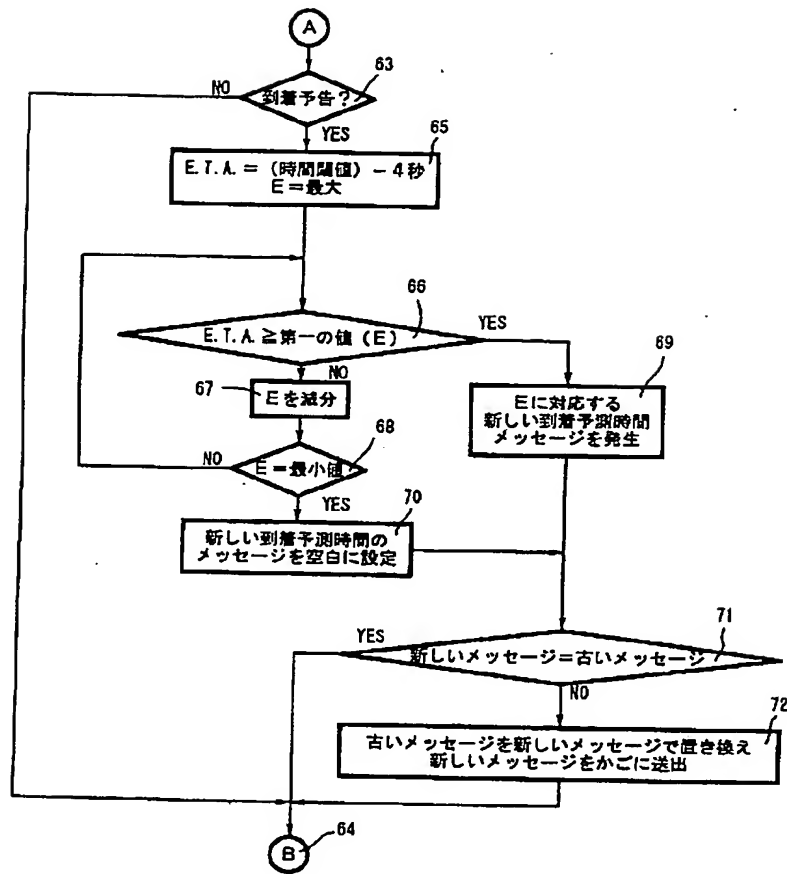 A
63
NO
到着予告?
YES
65
E.T.A.=(時間閾値)-4秒
E=最大
66
E.T.A.≧第一の値(E)
YES
NO
67
Eを減分
69
Eに対応する
新しい到着予測時間
メッセージを発生
68
NO
E=最小値
YES
70
新しい到着予測時間の
メッセージを空白に設定
71
YES
新しいメッセージ=古いメッセージ
NO
72
古いメッセージを新しいメッセージで置き換え
新しいメッセージをかごに送出
B
64